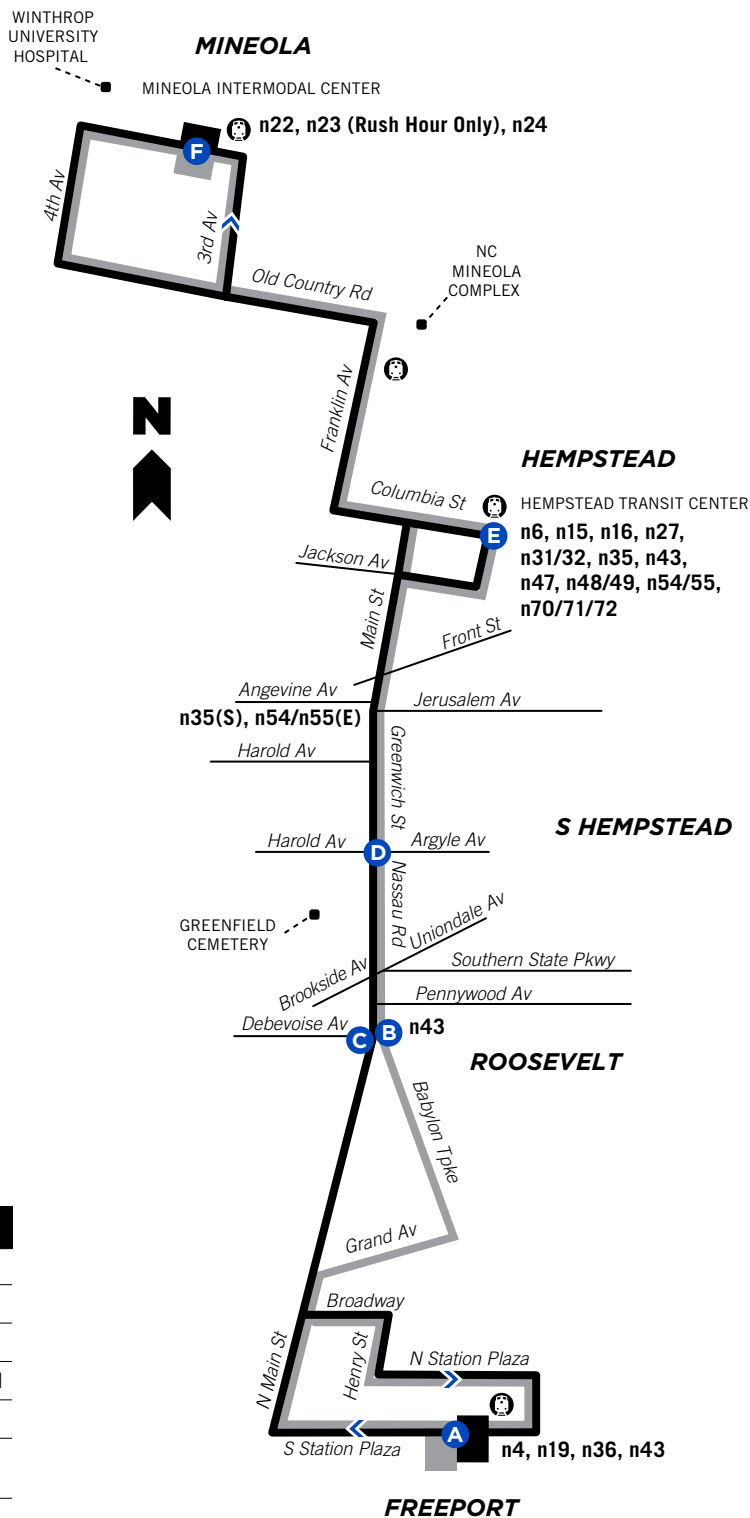 WINTHROP
UNIVERSITY
HOSPITAL
MINEOLA
MINEOLA INTERMODAL CENTER
n22, n23 (Rush Hour Only), n24
F
4th Av
3rd Av
Old Country Rd
NC
MINEOLA
COMPLEX
Franklin Av
N
HEMPSTEAD
Columbia St
HEMPSTEAD TRANSIT CENTER
E
n6, n15, n16, n27,
n31/32, n35, n43,
n47, n48/49, n54/55,
n70/71/72
Jackson Av
Main St
Front St
Angevine Av
Jerusalem Av
n35(S), n54/n55(E)
Greenwich St
Harold Av
S HEMPSTEAD
Harold Av
D
Argyle Av
Nassau Rd
GREENFIELD
CEMETERY
Uniondale Av
Brookside Av
Southern State Pkwy
Pennywood Av
Debevoise Av
C
B
n43
ROOSEVELT
Babylon Tpke
Grand Av
Broadway
N Main St
Henry St
N Station Plaza
A
S Station Plaza
n4, n19, n36, n43
FREEPORT